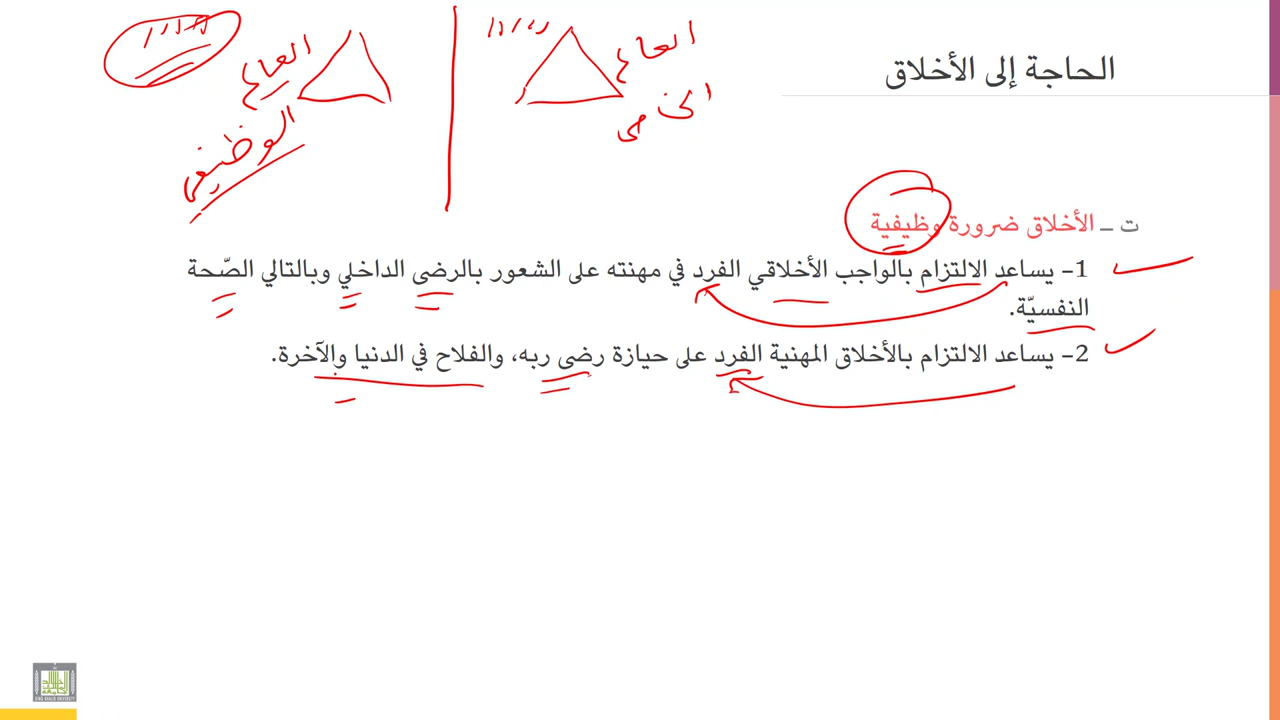 الحاجة إلى الأخلاق
العالم
الوظيفي
العالم
ت – الأخلاق ضرورة وظيفية
1- يساعد الالتزام بالواجب الأخلاقي الفرد في مهنته على الشعور بالرضى الداخلي وبالتالي الصّحة
النفسيّة.
2- يساعد الالتزام بالأخلاق المهنية الفرد على حيازة رضى ربه، والفلاح في الدنيا والآخرة.